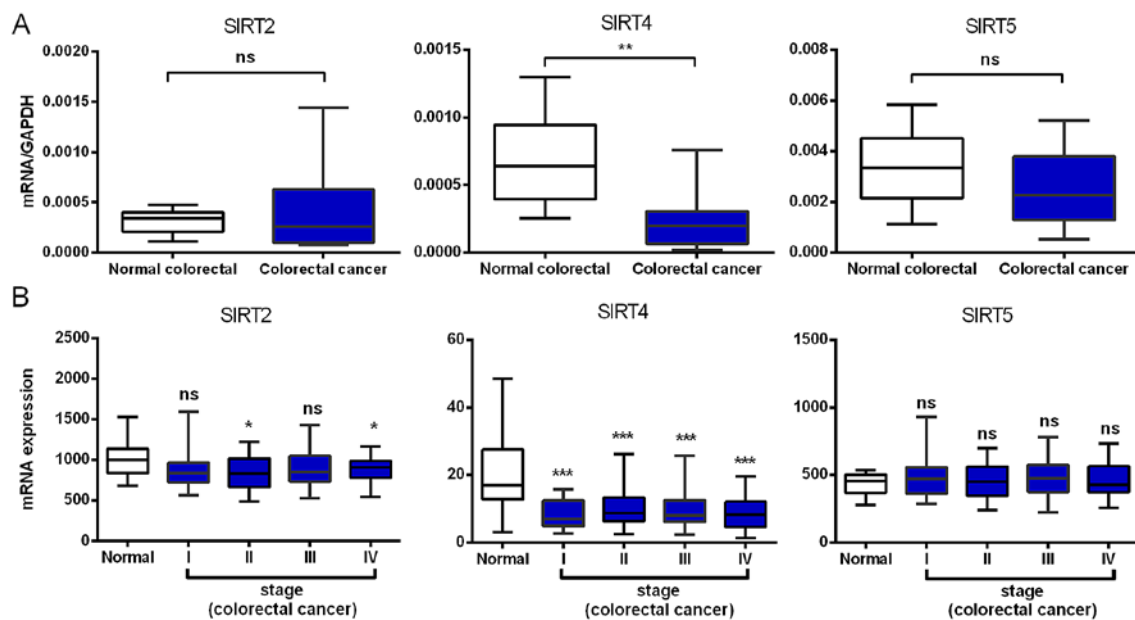 A
SIRT2
SIRT4
SIRT5
mRNA/GAPDH
0.0020
0.0015
0.0010
0.0005
0.0000
ns
Normal colorectal
Colorectal cancer
0.0015
0.0010
0.0005
0.0000
**
Normal colorectal
Colorectal cancer
0.008
0.006
0.004
0.002
0.000
ns
Normal colorectal
Colorectal cancer
B
SIRT2
SIRT4
SIRT5
mRNA expression
2500
2000
1500
1000
500
0
ns
*
ns
*
Normal I II III IV
stage
(colorectal cancer)
60
40
20
0
***
***
***
***
Normal I II III IV
stage
(colorectal cancer)
1500
1000
500
0
ns
ns
ns
ns
Normal I II III IV
stage
(colorectal cancer)